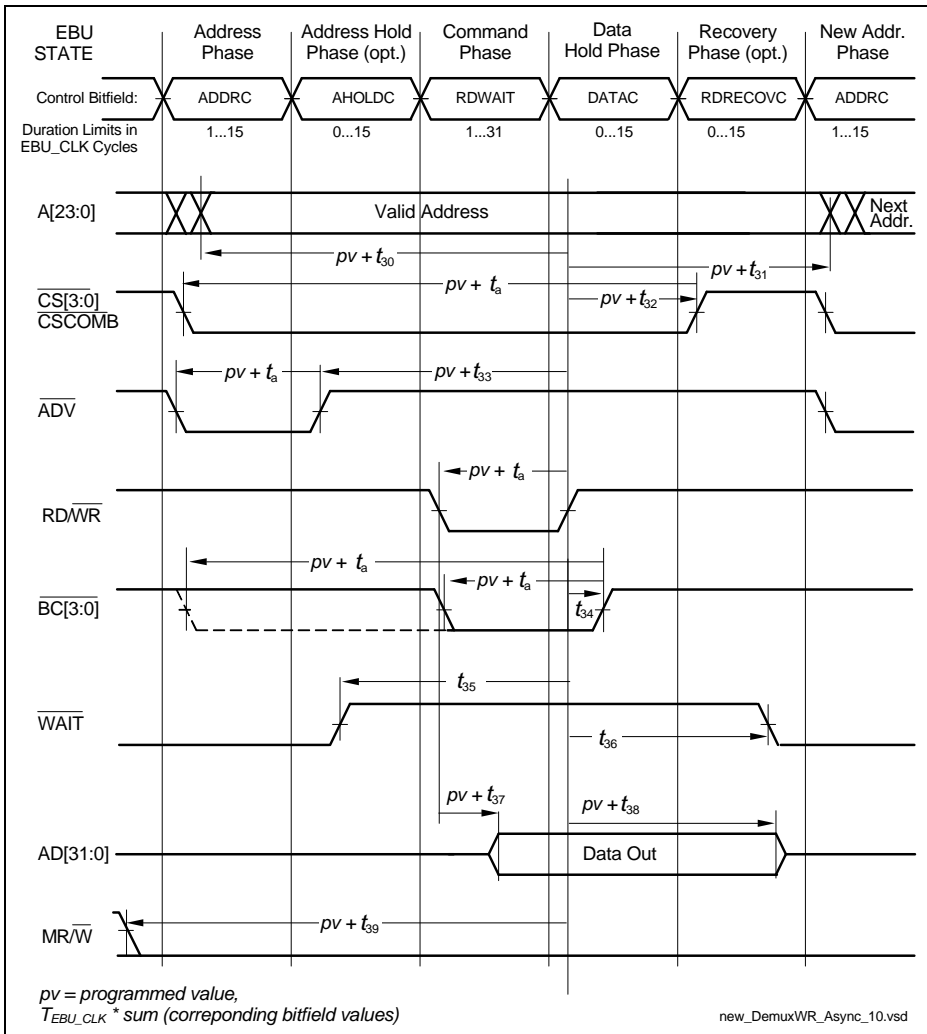 EBU STATE
Address Phase
Address Hold Phase (opt.)
Command Phase
Data Hold Phase
Recovery Phase (opt.)
New Addr. Phase
Control Bitfield: ADDRC AHOLDC RDWAIT DATAC RDRECOVC ADDRC
Duration Limits in EBU_CLK Cycles 1...15 0...15 1...31 0...15 0...15 1...15
A[23:0] Valid Address Next Addr.
pv + t30
pv + t31
pv + ta
CS[3:0]
CSCOMB
pv + t32
pv + ta
pv + t33
ADV
pv + ta
RD/WR
pv + ta
pv + ta
BC[3:0]
t34
t35
WAIT
t36
pv + t37
pv + t38
AD[31:0] Data Out
MR/W
pv + t39
pv = programmed value,
TEBU_CLK * sum (correponding bitfield values)
new_DemuxWR_Async_10.vsd